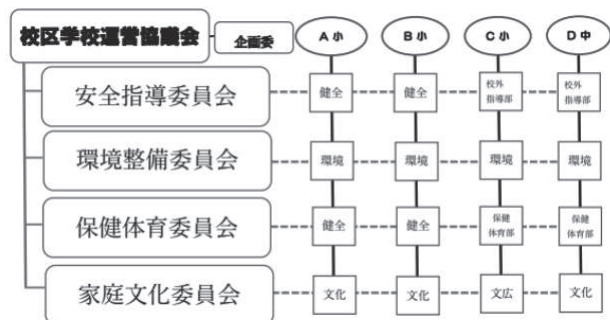 校区学校運営協議会 企画委 A小 B小 C小 D中
安全指導委員会 健全 健全 校外指導部 校外指導部
環境整備委員会 環境 環境 環境 環境
保健体育委員会 健全 健全 保健体育部 保健体育部
家庭文化委員会 文化 文化 文広 文化